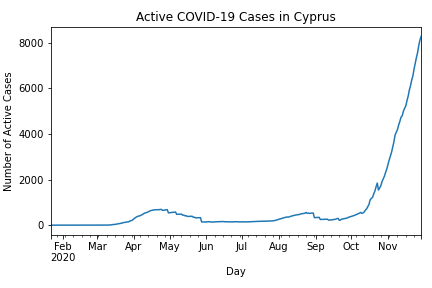 Active COVID-19 Cases in Cyprus
Number of Active Cases
8000
6000
4000
2000
0
Feb Mar Apr May Jun Jul Aug Sep Oct Nov
2020
Day